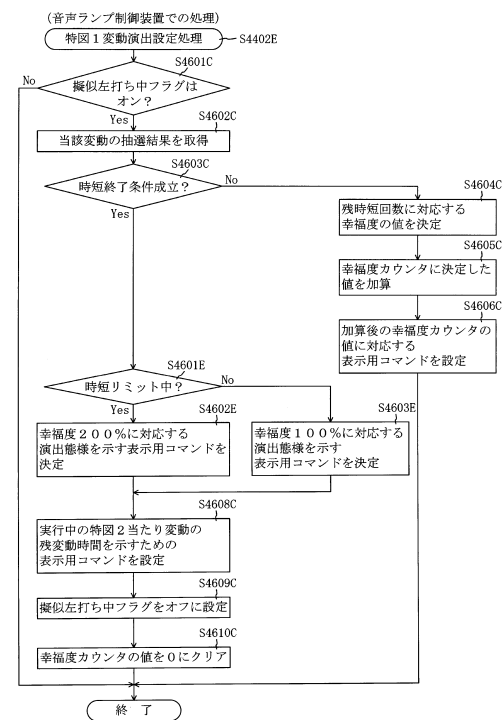 (音声ランプ制御装置での処理)
特図1変動演出設定処理
S4402E
S4601C
No
擬似左打ち中フラグは
オン?
Yes
S4602C
当該変動の抽選結果を取得
S4603C
時短終了条件成立?
No
Yes
S4604C
残時短回数に対応する
幸福度の値を決定
S4605C
幸福度カウンタに決定した
値を加算
S4606C
加算後の幸福度カウンタの
値に対応する
表示用コマンドを設定
S4601E
時短リミット中?
No
Yes
S4602E
幸福度200%に対応する
演出態様を示す表示用コマンドを
決定
S4603E
幸福度100%に対応する
演出態様を示す
表示用コマンドを決定
S4608C
実行中の特図2当たり変動の
残変動時間を示すための
表示用コマンドを設定
S4609C
擬似左打ち中フラグをオフに設定
S4610C
幸福度カウンタの値を0にクリア
終 了